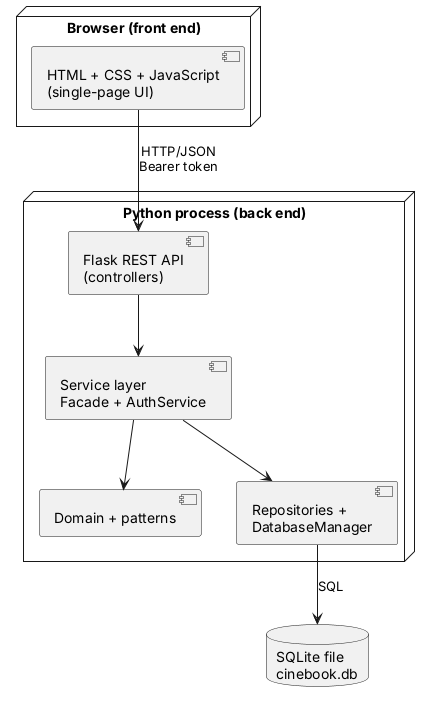 Browser (front end)
HTML + CSS + JavaScript
(single-page UI)
HTTP/JSON
Bearer token
Python process (back end)
Flask REST API
(controllers)
Service layer
Facade + AuthService
Domain + patterns
Repositories +
DatabaseManager
SQL
SQLite file
cinebook.db